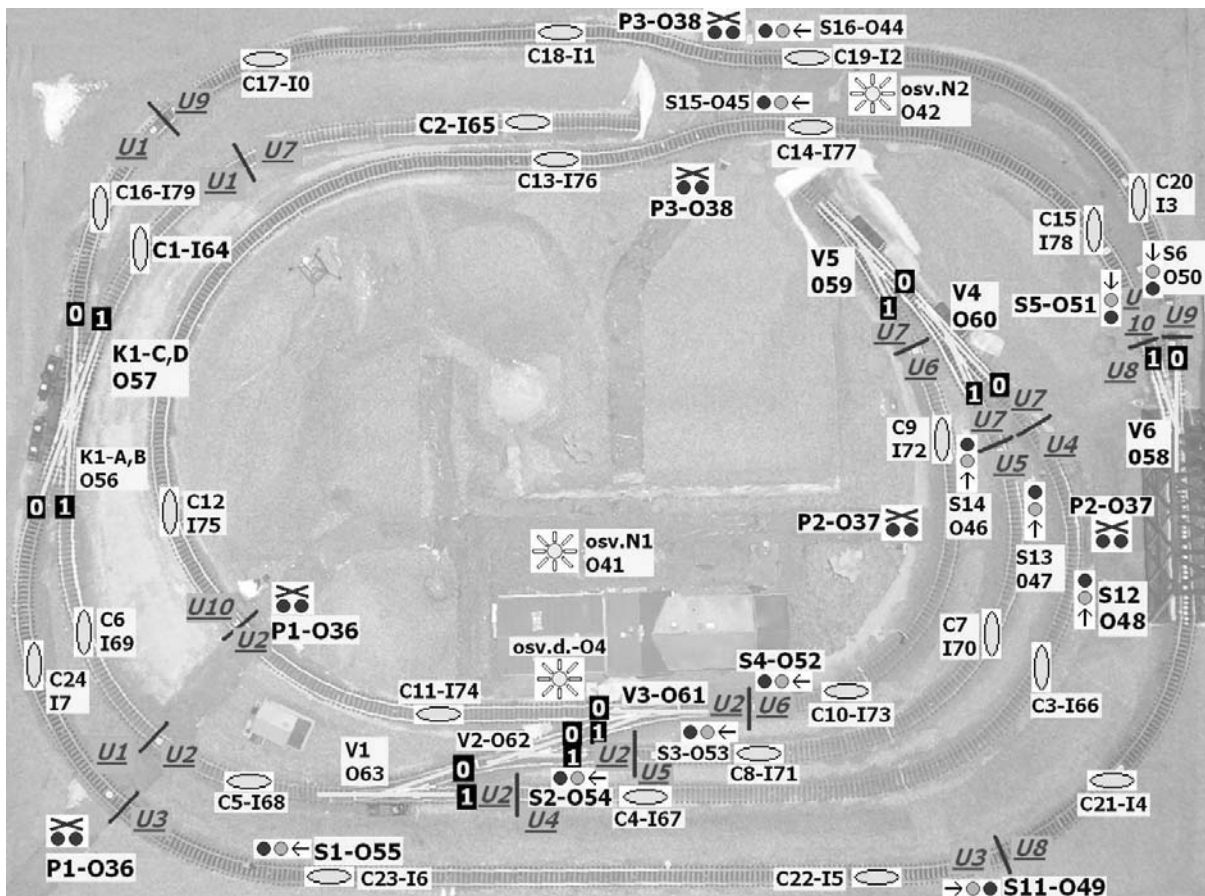 P3-O38
S16-O44
C18-I1
C19-I2
C17-I0
osv.N2
O42
S15-O45
U9
U1
C2-I65
U7
U1
C14-I77
C13-I76
C16-I79
P3-O38
C20
I3
C15
I78
C1-I64
V5
059
S6
O50
V4
O60
S5-O51
U
10
U9
U8
0
1
0
1
U7
U6
1
0
K1-C,D
O57
1
0
U7
U7
U4
U5
C9
I72
V6
058
K1-A,B
O56
0
1
C12
I75
S14
O46
P2-O37
P2-O37
S13
047
osv.N1
O41
S12
O48
U10
U2
P1-O36
C6
I69
C7
I70
C24
I7
osv.d.-O4
S4-O52
C3-I66
C11-I74
V3-O61
U2
U6
C10-I73
0
1
V2-O62
0
1
S3-O53
U2
U5
C8-I71
U1
U2
V1
O63
0
1
C5-I68
S2-O54
U2
U4
C4-I67
C21-I4
U3
P1-O36
S1-O55
C23-I6
C22-I5
U3
U8
S11-O49